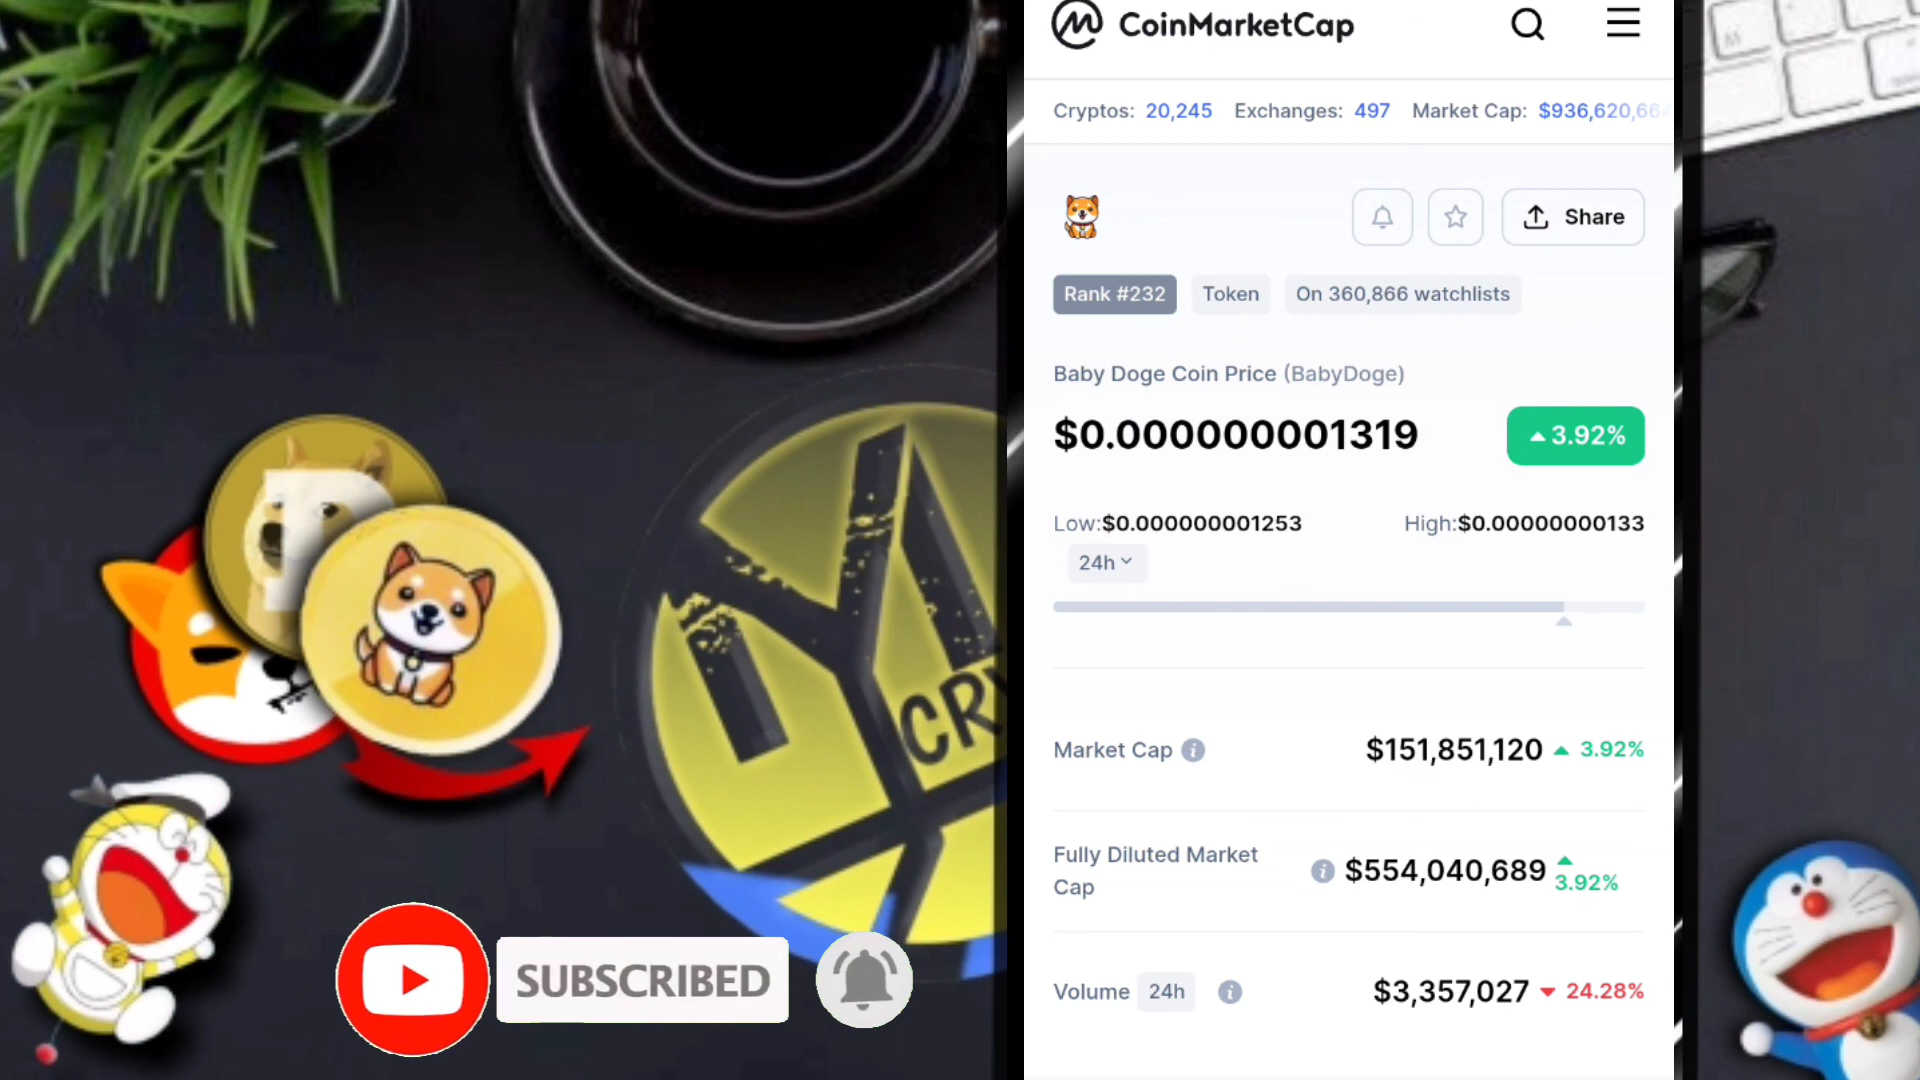 CoinMarketCap
Cryptos: 20,245 Exchanges: 497 Market Cap: $936,620,66
Share
Rank #232 Token On 360,866 watchlists
Baby Doge Coin Price (BabyDoge)
$0.000000001319 3.92%
Low:$0.000000001253 High:$0.00000000133
24h
Market Cap $151,851,120 3.92%
Fully Diluted Market
Cap $554,040,689 3.92%
Volume 24h $3,357,027 24.28%
CRY
SUBSCRIBED